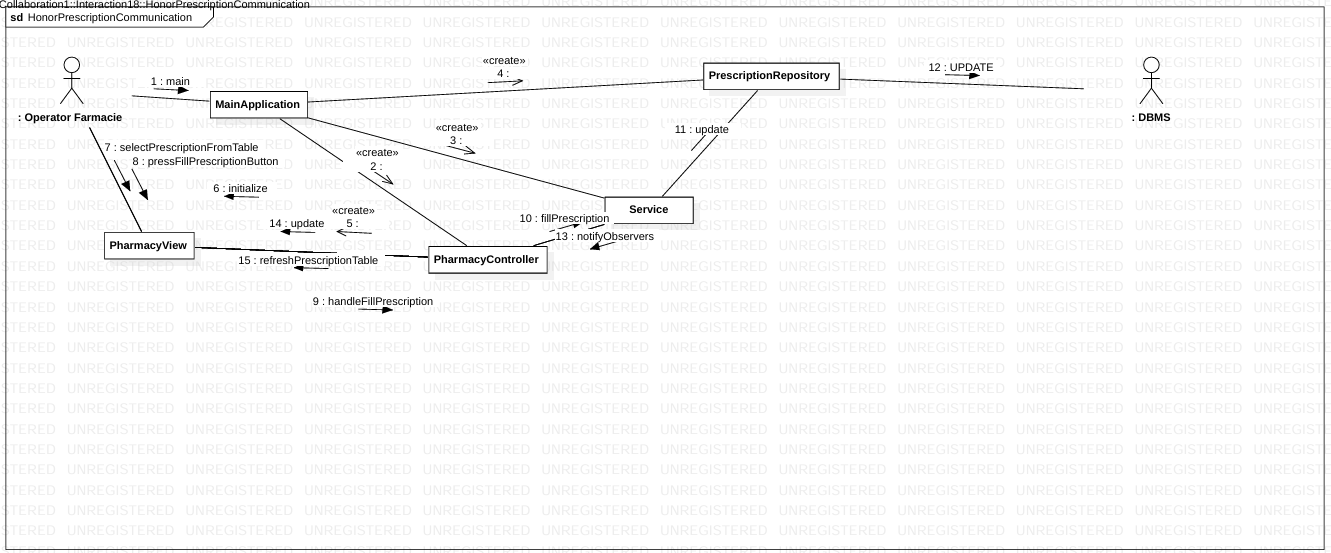 Collaboration1::Interaction18::HonorPrescriptionCommunication
sd HonorPrescriptionCommunication
«create»
4 :
12 : UPDATE
PrescriptionRepository
1 : main
MainApplication
: Operator Farmacie
: DBMS
«create»
3 :
11 : update
7 : selectPrescriptionFromTable
8 : pressFillPrescriptionButton
«create»
2 :
6 : initialize
«create»
5 :
14 : update
10 : fillPrescription
Service
13 : notifyObservers
PharmacyView
15 : refreshPrescriptionTable
PharmacyController
9 : handleFillPrescription
UNREGISTERED